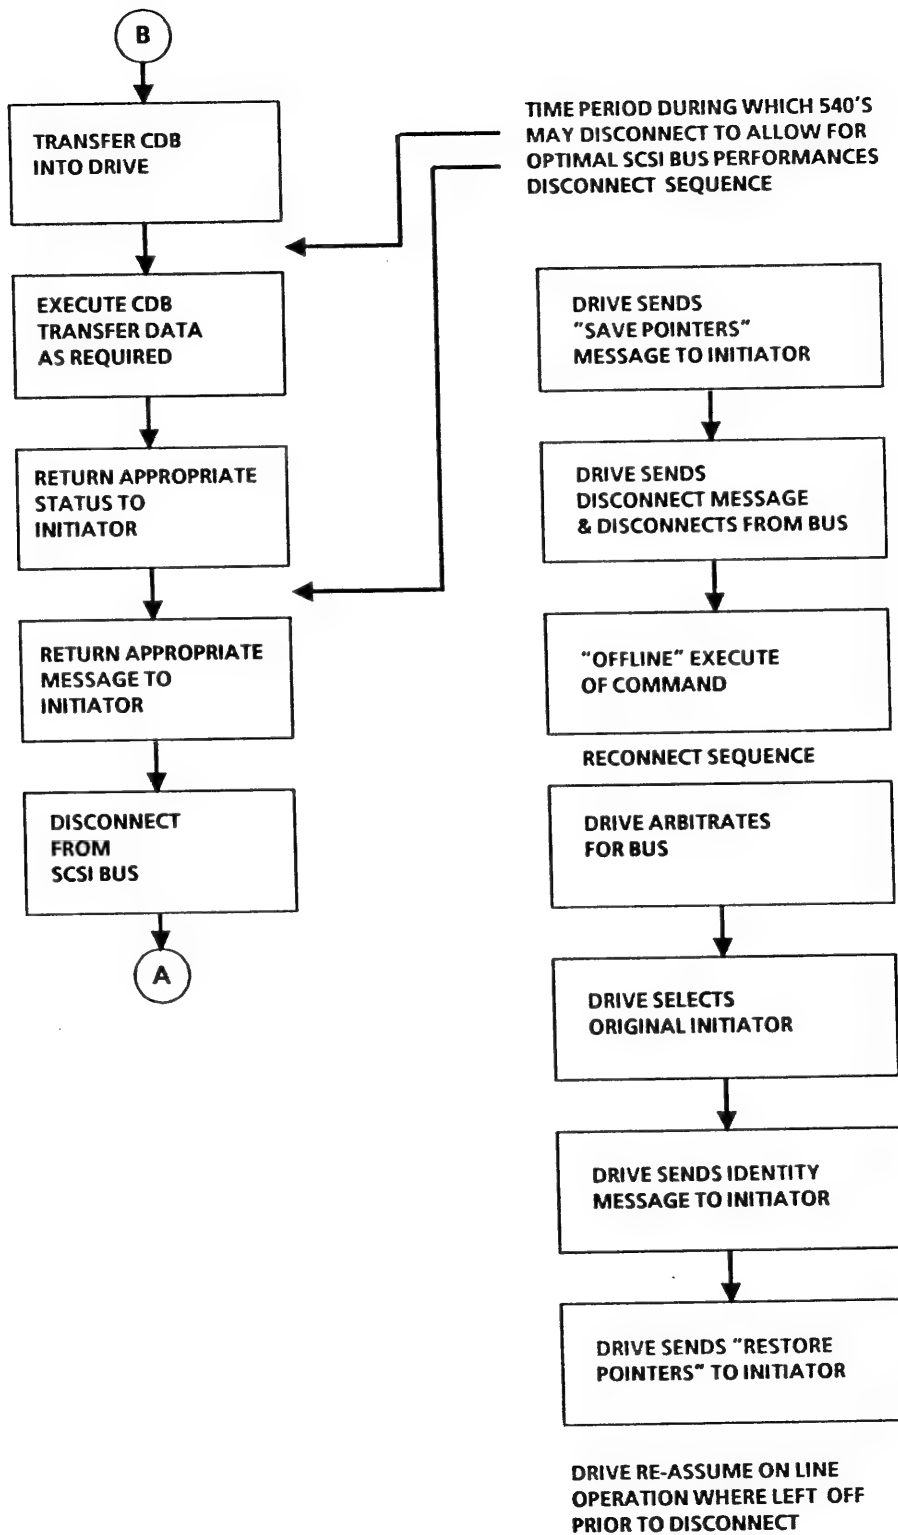 B
TRANSFER CDB
INTO DRIVE
EXECUTE CDB
TRANSFER DATA
AS REQUIRED
RETURN APPROPRIATE
STATUS TO
INITIATOR
RETURN APPROPRIATE
MESSAGE TO
INITIATOR
DISCONNECT
FROM
SCSI BUS
A
TIME PERIOD DURING WHICH 540'S
MAY DISCONNECT TO ALLOW FOR
OPTIMAL SCSI BUS PERFORMANCES
DISCONNECT SEQUENCE
DRIVE SENDS
"SAVE POINTERS"
MESSAGE TO INITIATOR
DRIVE SENDS
DISCONNECT MESSAGE
& DISCONNECTS FROM BUS
"OFFLINE" EXECUTE
OF COMMAND
RECONNECT SEQUENCE
DRIVE ARBITRATES
FOR BUS
DRIVE SELECTS
ORIGINAL INITIATOR
DRIVE SENDS IDENTITY
MESSAGE TO INITIATOR
DRIVE SENDS "RESTORE
POINTERS" TO INITIATOR
DRIVE RE-ASSUME ON LINE
OPERATION WHERE LEFT OFF
PRIOR TO DISCONNECT